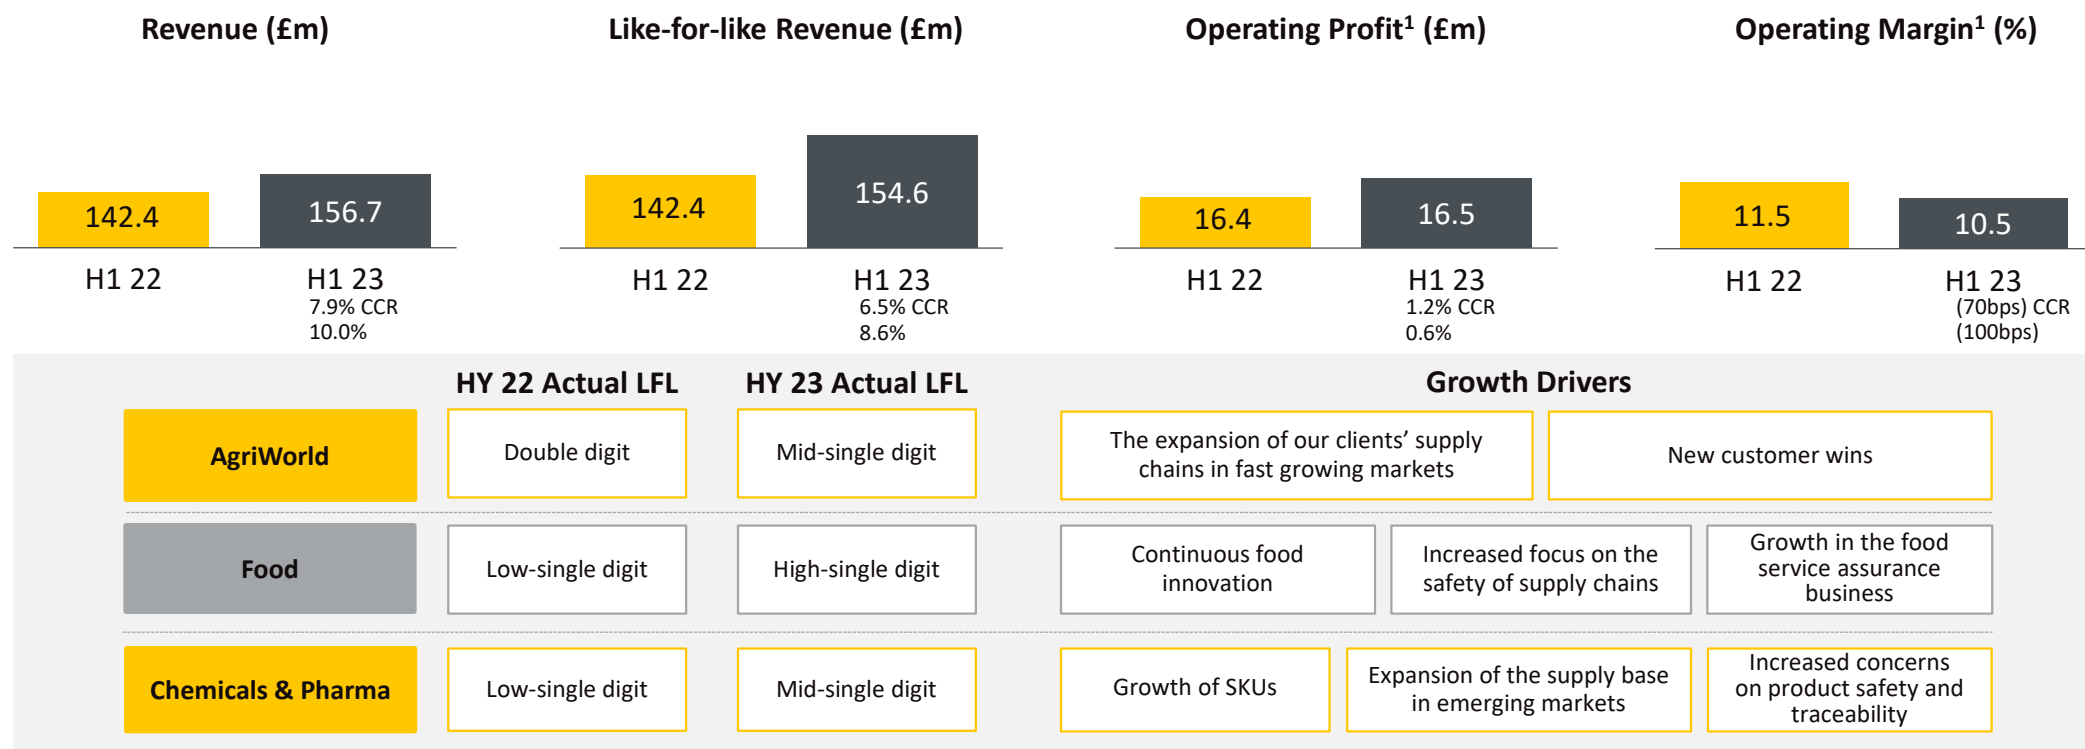 Revenue (£m)
Like-for-like Revenue (£m)
Operating Profit¹ (£m)
Operating Margin¹ (%)
142.4
156.7
H1 22
H1 23
7.9% CCR
10.0%
142.4
154.6
H1 22
H1 23
6.5% CCR
8.6%
16.4
16.5
H1 22
H1 23
1.2% CCR
0.6%
11.5
10.5
H1 22
H1 23
(70bps) CCR
(100bps)
HY 22 Actual LFL
HY 23 Actual LFL
Growth Drivers
AgriWorld
Double digit
Mid-single digit
The expansion of our clients’ supply
chains in fast growing markets
New customer wins
Food
Low-single digit
High-single digit
Continuous food
innovation
Increased focus on the
safety of supply chains
Growth in the food
service assurance
business
Chemicals & Pharma
Low-single digit
Mid-single digit
Growth of SKUs
Expansion of the supply base
in emerging markets
Increased concerns
on product safety and
traceability